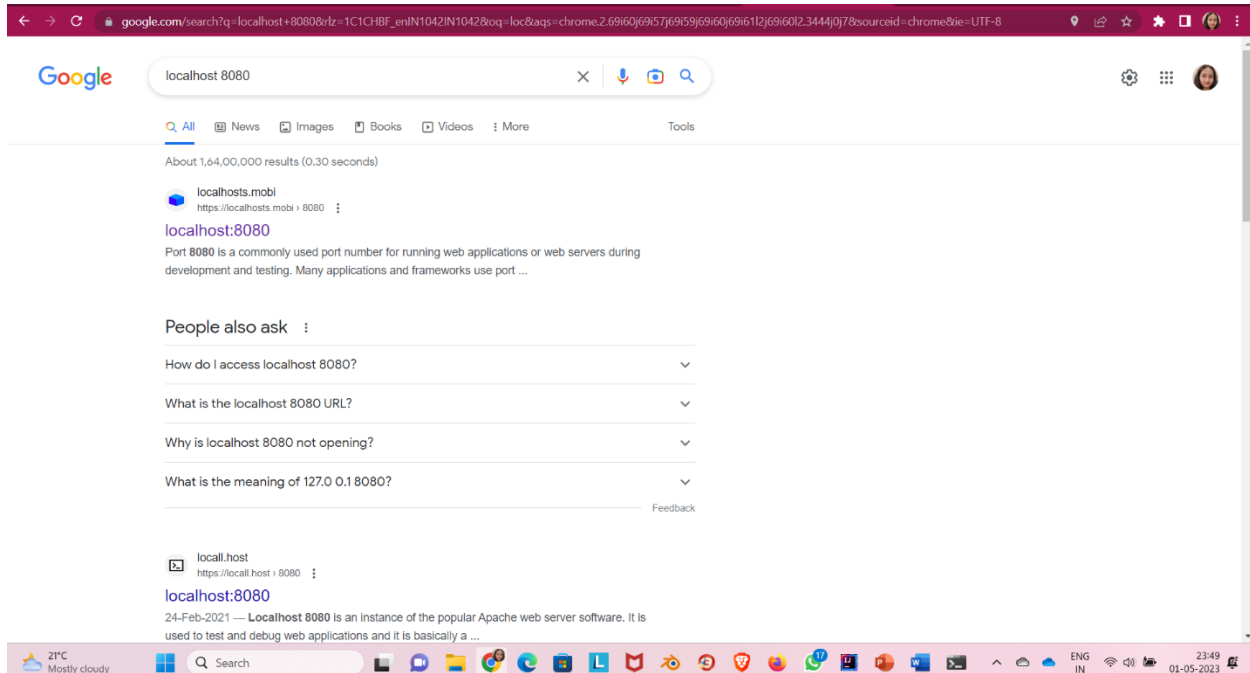 google.com/search?q=localhost+8080&rlz=1C1CHBF_enIN1042IN1042&oq=loc&aqs=chrome.2.69i60j69i57j69i59j69i60j69i61l2j69i60l2.3444j0j7&sourceid=chrome&ie=UTF-8
Google
localhost 8080
All News Images Books Videos More Tools
About 1,64,00,000 results (0.30 seconds)
localhosts.mobi
https://localhosts.mobi › 8080
localhost:8080
Port 8080 is a commonly used port number for running web applications or web servers during
development and testing. Many applications and frameworks use port ...
People also ask
How do I access localhost 8080?
What is the localhost 8080 URL?
Why is localhost 8080 not opening?
What is the meaning of 127.0 0.1 8080?
Feedback
locall.host
https://locall.host › 8080
localhost:8080
24-Feb-2021 — Localhost 8080 is an instance of the popular Apache web server software. It is
used to test and debug web applications and it is basically a ...
21°C
Mostly cloudy
Search
L
17
ENG
IN
23:49
01-05-2023